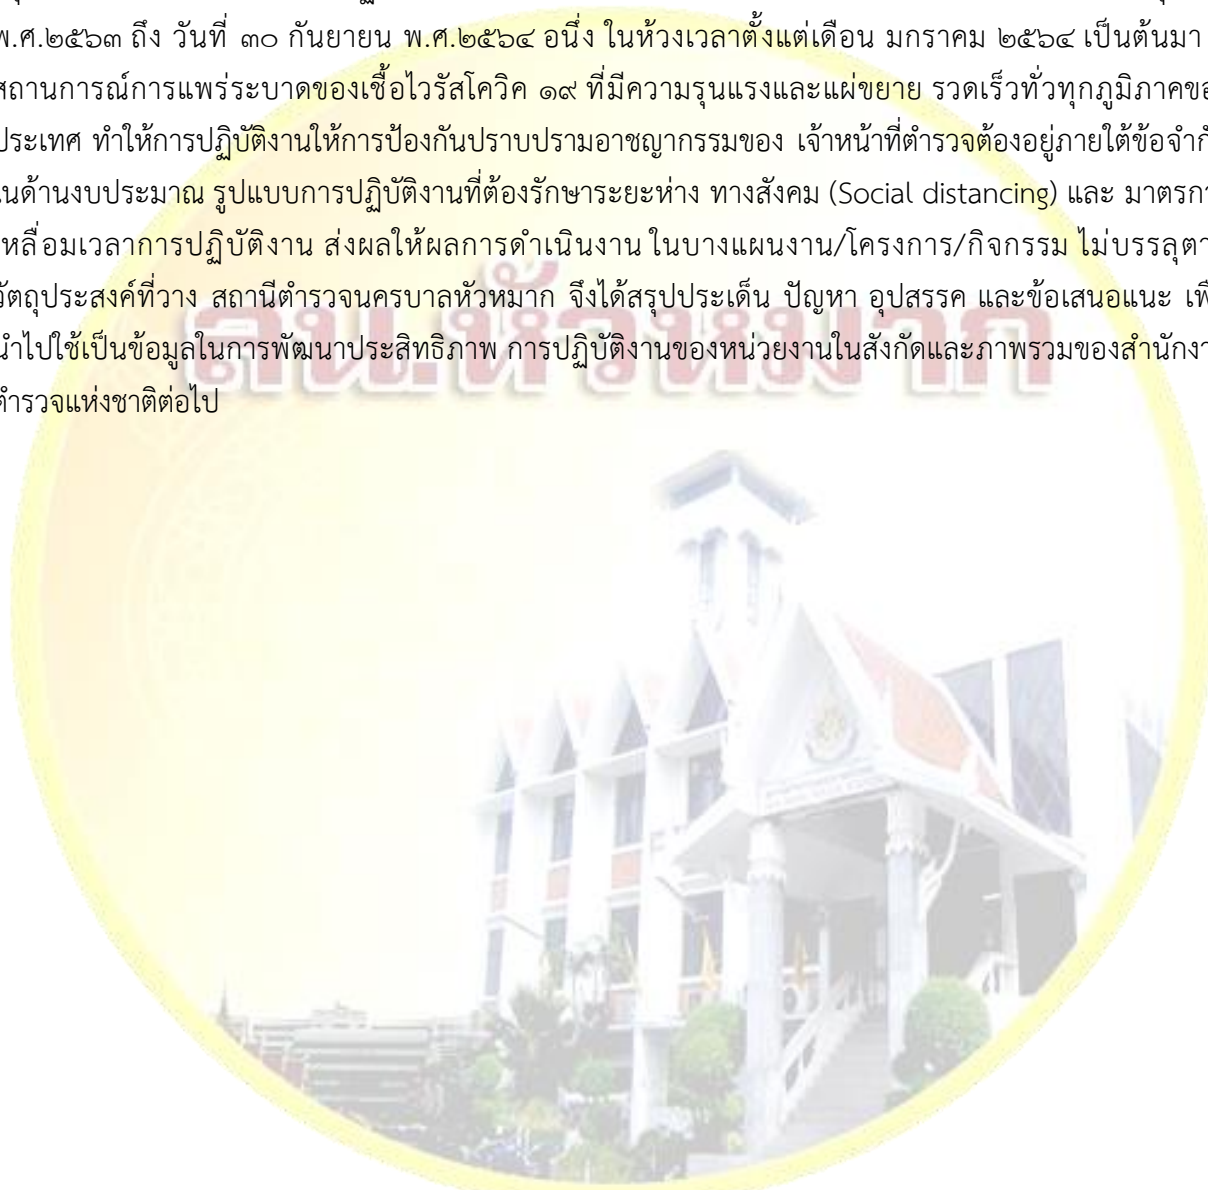 พ.ศ.๒๕๖๓ ถึง วันที่ ๓๐ กันยายน พ.ศ.๒๕๖๔ อนึ่ง ในห้วงเวลาตั้งแต่เดือน มกราคม ๒๕๖๔ เป็นต้นมา
สถานการณ์การแพร่ระบาดของเชื้อไวรัสโควิค ๑๙ ที่มีความรุนแรงและแผ่ขยาย รวดเร็วทั่วทุกภูมิภาคขอ
ประเทศ ทำให้การปฏิบัติงานให้การป้องกันปราบปรามอาชญากรรมของ เจ้าหน้าที่ตำรวจต้องอยู่ภายใต้ข้อจำกั
ในด้านงบประมาณ รูปแบบการปฏิบัติงานที่ต้องรักษาระยะห่าง ทางสังคม (Social distancing) และ มาตรกา
เหลื่อมเวลาการปฏิบัติงาน ส่งผลให้ผลการดำเนินงาน ในบางแผนงาน/โครงการ/กิจกรรม ไม่บรรลุตา
วัตถุประสงค์ที่วาง สถานีตำรวจนครบาลหัวหมาก จึงได้สรุปประเด็น ปัญหา อุปสรรค และข้อเสนอแนะ เพื่
นำไปใช้เป็นข้อมูลในการพัฒนาประสิทธิภาพ การปฏิบัติงานของหน่วยงานในสังกัดและภาพรวมของสำนักงา
ตำรวจแห่งชาติต่อไป
สน.หัวหมาก